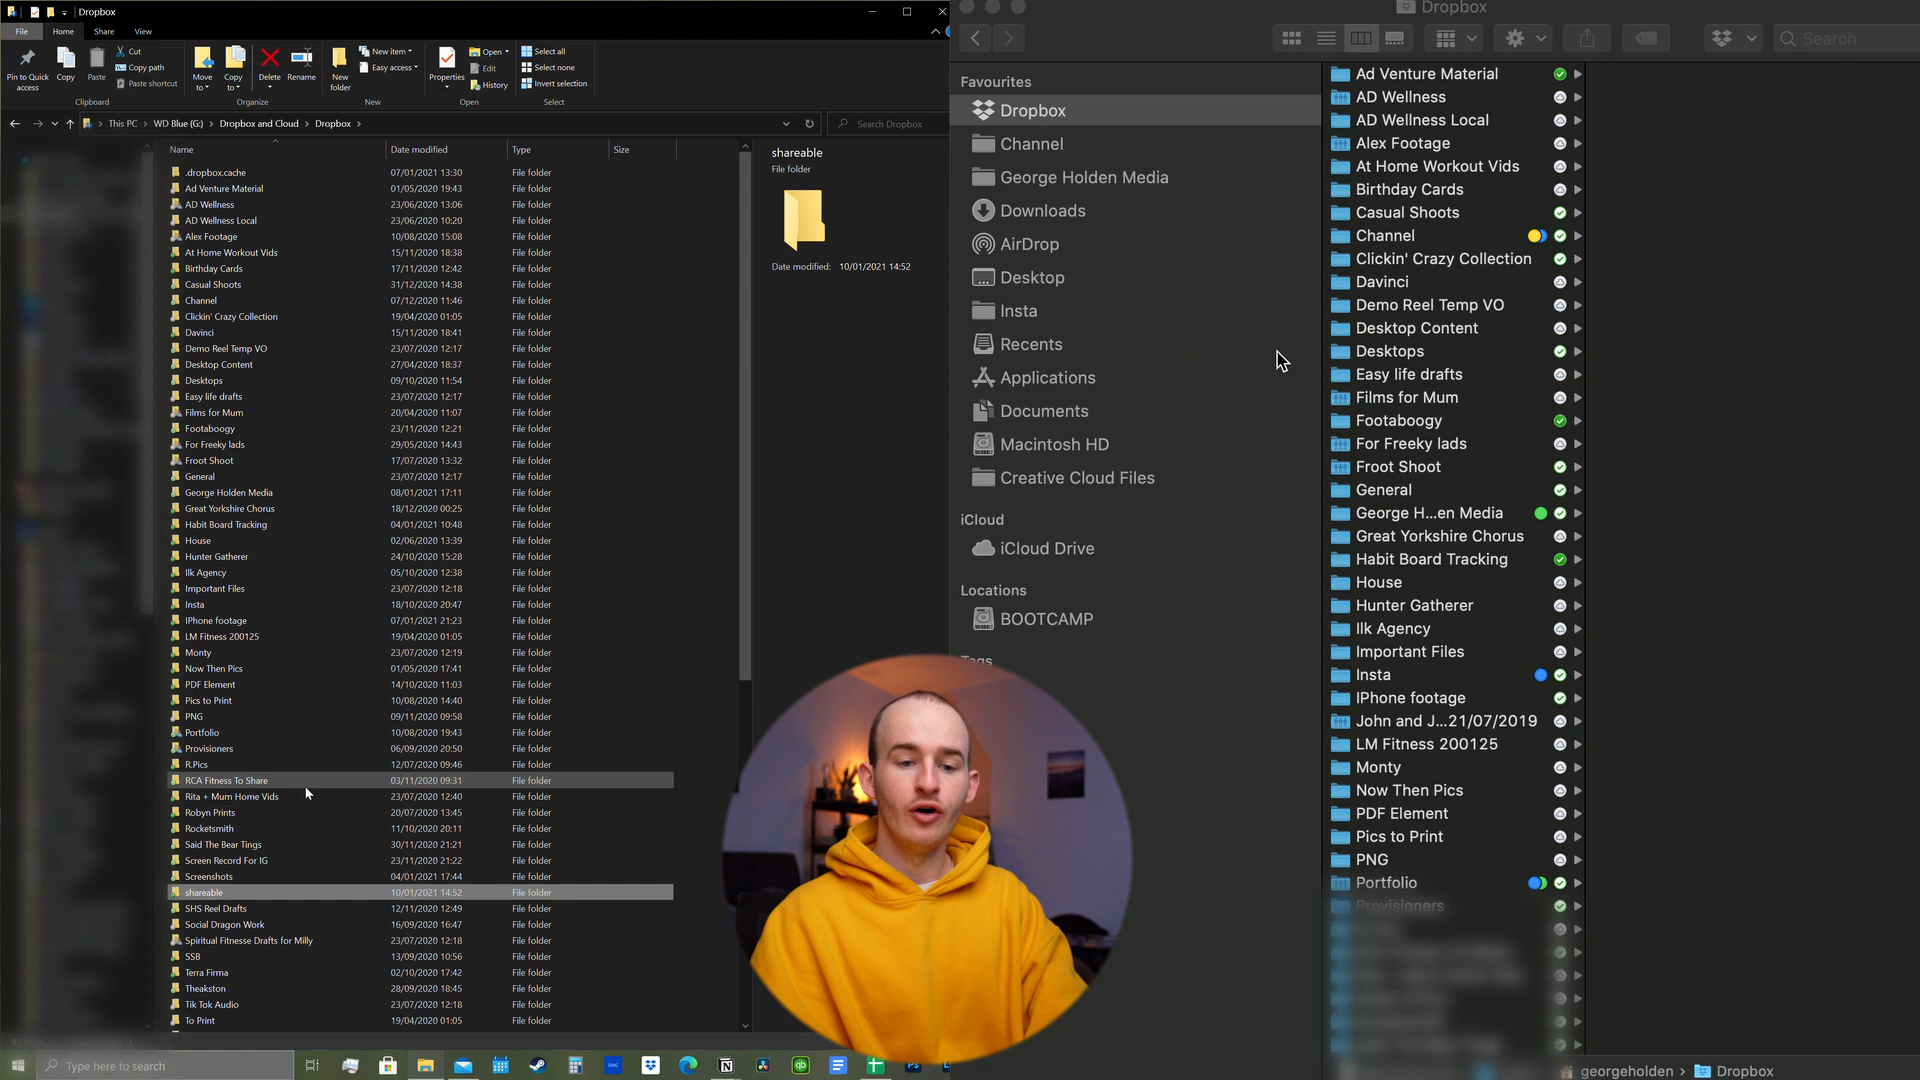 Dropbox
File Home Share View
Pin to Quick access
Copy
Paste
Cut
Copy path
Paste shortcut
Clipboard
Move to
Copy to
Delete
Rename
Organize
New folder
New item
Easy access
New
Properties
Open
Edit
History
Open
Select all
Select none
Invert selection
Select
This PC > WD Blue (G:) > Dropbox and Cloud > Dropbox >
Search Dropbox
Name Date modified Type Size
.dropbox.cache 07/01/2021 13:30 File folder
Ad Venture Material 01/05/2020 19:43 File folder
AD Wellness 23/06/2020 13:06 File folder
AD Wellness Local 23/06/2020 10:20 File folder
Alex Footage 10/08/2020 15:08 File folder
At Home Workout Vids 15/11/2020 18:38 File folder
Birthday Cards 17/11/2020 12:42 File folder
Casual Shoots 31/12/2020 14:38 File folder
Channel 07/12/2020 11:46 File folder
Clickin' Crazy Collection 19/04/2020 01:05 File folder
Davinci 15/11/2020 18:41 File folder
Demo Reel Temp VO 23/07/2020 12:17 File folder
Desktop Content 27/04/2020 18:37 File folder
Desktops 09/10/2020 11:54 File folder
Easy life drafts 23/07/2020 12:17 File folder
Films for Mum 20/04/2020 11:07 File folder
Footaboogy 23/11/2020 12:21 File folder
For Freeky lads 29/05/2020 14:43 File folder
Froot Shoot 17/07/2020 13:32 File folder
General 23/07/2020 12:17 File folder
George Holden Media 08/01/2021 17:11 File folder
Great Yorkshire Chorus 18/12/2020 00:25 File folder
Habit Board Tracking 04/01/2021 10:48 File folder
House 02/06/2020 13:39 File folder
Hunter Gatherer 24/10/2020 15:28 File folder
Ilk Agency 05/10/2020 12:38 File folder
Important Files 23/07/2020 12:18 File folder
Insta 18/10/2020 20:47 File folder
IPhone footage 07/01/2021 21:23 File folder
LM Fitness 200125 19/04/2020 01:05 File folder
Monty 23/07/2020 12:19 File folder
Now Then Pics 01/05/2020 17:41 File folder
PDF Element 14/10/2020 11:03 File folder
Pics to Print 10/08/2020 14:40 File folder
PNG 09/11/2020 09:58 File folder
Portfolio 10/08/2020 19:43 File folder
Provisioners 06/09/2020 20:50 File folder
R.Pics 12/07/2020 09:46 File folder
RCA Fitness To Share 03/11/2020 09:31 File folder
Rita + Mum Home Vids 23/07/2020 12:40 File folder
Robyn Prints 20/07/2020 13:45 File folder
Rocketsmith 11/10/2020 20:11 File folder
Said The Bear Tings 30/11/2020 21:21 File folder
Screen Record For IG 23/11/2020 21:22 File folder
Screenshots 04/01/2021 17:44 File folder
shareable 10/01/2021 14:52 File folder
SHS Reel Drafts 12/11/2020 12:49 File folder
Social Dragon Work 16/09/2020 16:47 File folder
Spiritual Fitnesse Drafts for Milly 23/07/2020 12:18 File folder
SSB 13/09/2020 10:56 File folder
Terra Firma 02/10/2020 17:42 File folder
Theakston 28/09/2020 18:45 File folder
Tik Tok Audio 23/07/2020 12:18 File folder
To Print 19/04/2020 01:05 File folder
shareable
File folder
Date modified: 10/01/2021 14:52
Type here to search
Dropbox
Search
Favourites
Dropbox
Channel
George Holden Media
Downloads
AirDrop
Desktop
Insta
Recents
Applications
Documents
Macintosh HD
Creative Cloud Files
iCloud
iCloud Drive
Locations
BOOTCAMP
Tags
Ad Venture Material
AD Wellness
AD Wellness Local
Alex Footage
At Home Workout Vids
Birthday Cards
Casual Shoots
Channel
Clickin' Crazy Collection
Davinci
Demo Reel Temp VO
Desktop Content
Desktops
Easy life drafts
Films for Mum
Footaboogy
For Freeky lads
Froot Shoot
General
George H...en Media
Great Yorkshire Chorus
Habit Board Tracking
House
Hunter Gatherer
Ilk Agency
Important Files
Insta
IPhone footage
John and J...21/07/2019
LM Fitness 200125
Monty
Now Then Pics
PDF Element
Pics to Print
PNG
Portfolio
Provisioners
georgeholden > Dropbox